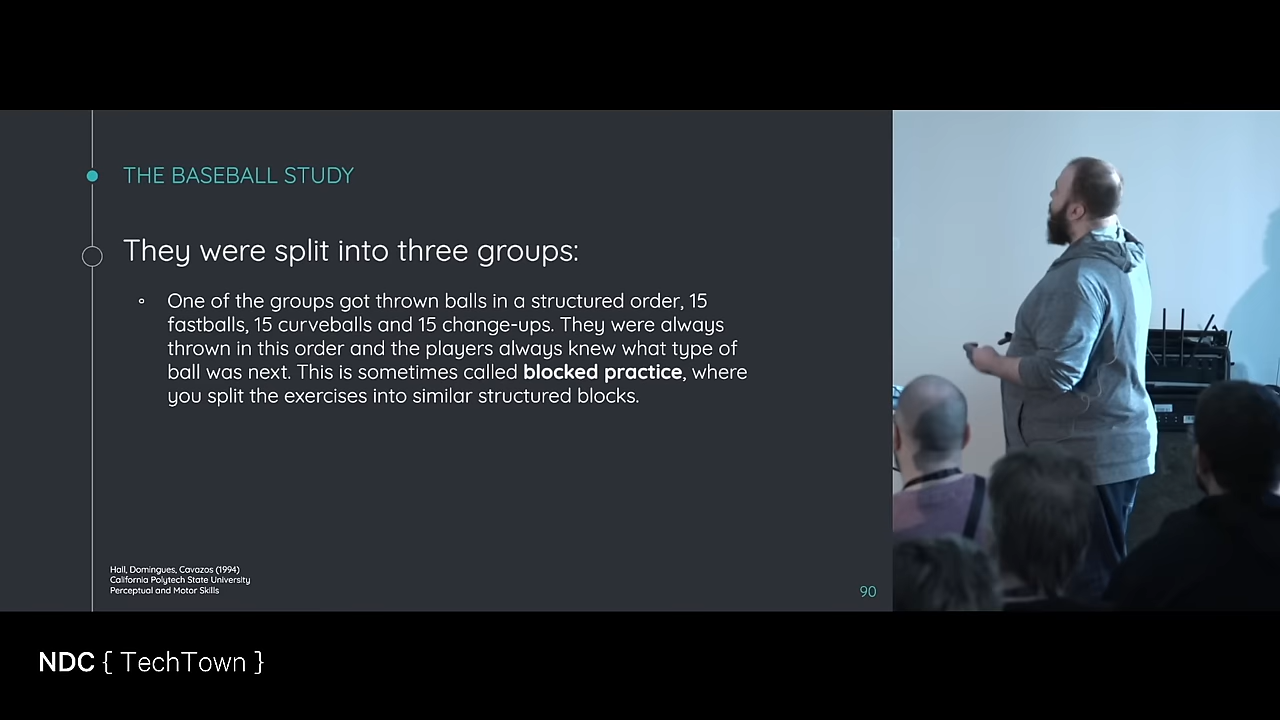 THE BASEBALL STUDY
They were split into three groups:
One of the groups got thrown balls in a structured order, 15
fastballs, 15 curveballs and 15 change-ups. They were always
thrown in this order and the players always knew what type of
ball was next. This is sometimes called blocked practice, where
you split the exercises into similar structured blocks.
Hall, Domingues, Cavazos (1994)
California Polytech State University
Perceptual and Motor Skills
90
NDC { TechTown }